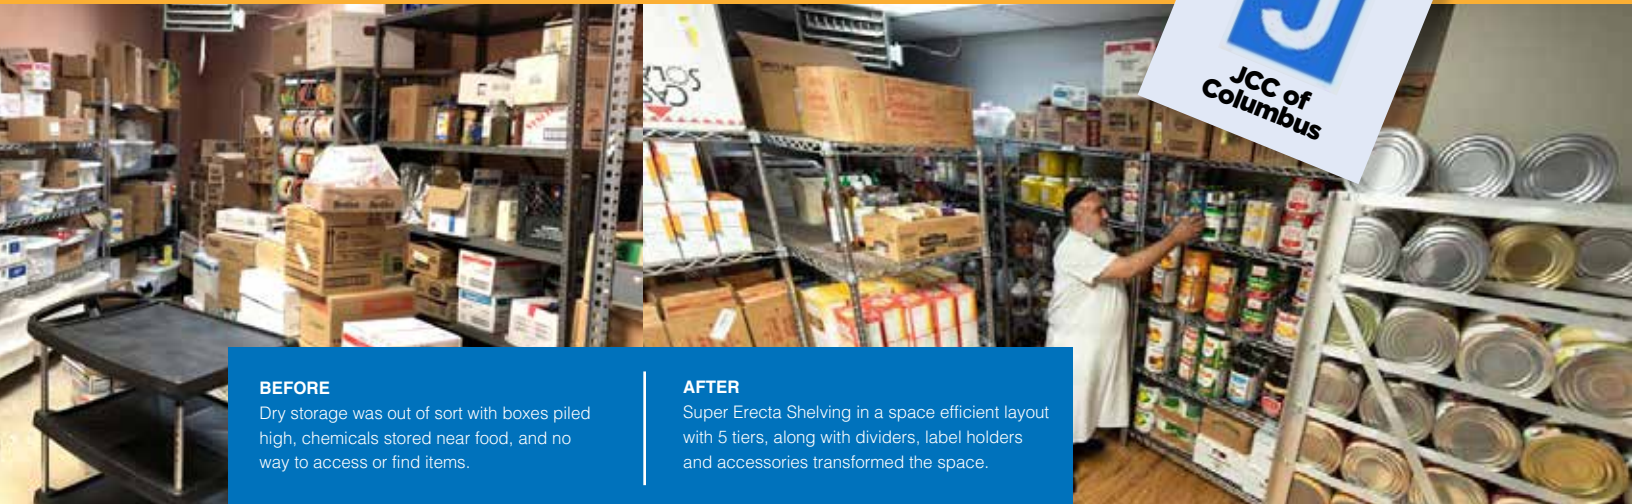 JCC of
Columbus
BEFORE
Dry storage was out of sort with boxes piled
high, chemicals stored near food, and no
way to access or find items.
AFTER
Super Erecta Shelving in a space efficient layout
with 5 tiers, along with dividers, label holders
and accessories transformed the space.